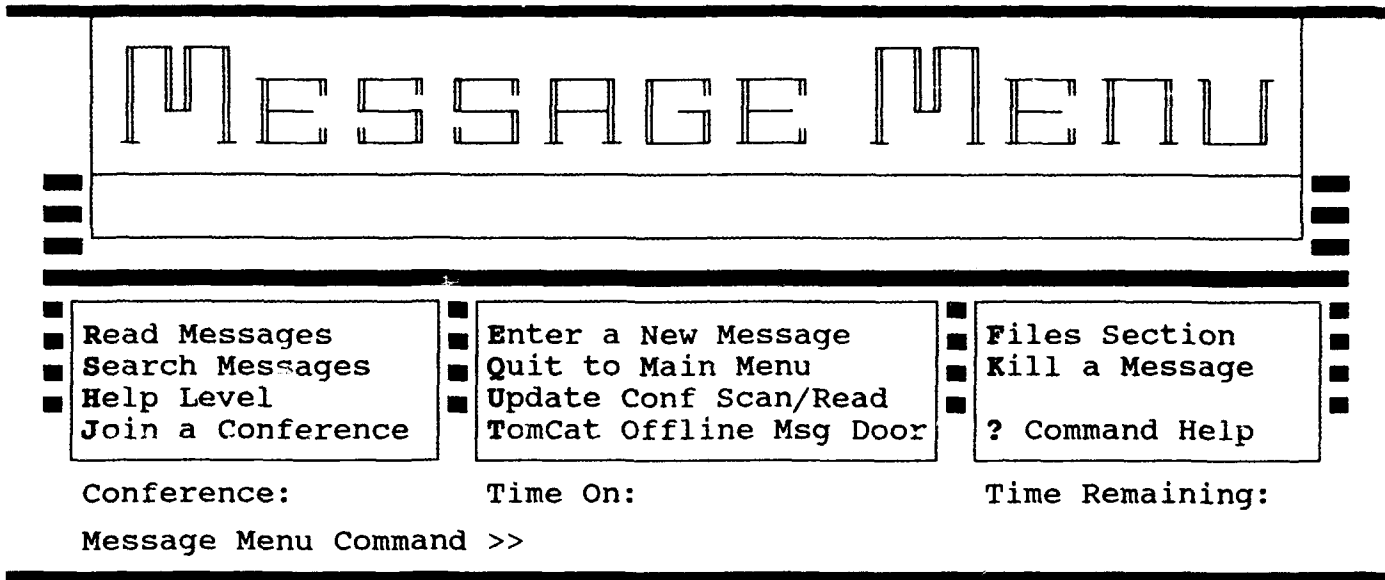 Message Menu
Read Messages
Search Messages
Help Level
Join a Conference
Enter a New Message
Quit to Main Menu
Update Conf Scan/Read
TomCat Offline Msg Door
Files Section
Kill a Message
? Command Help
Conference: Time On: Time Remaining:
Message Menu Command >>